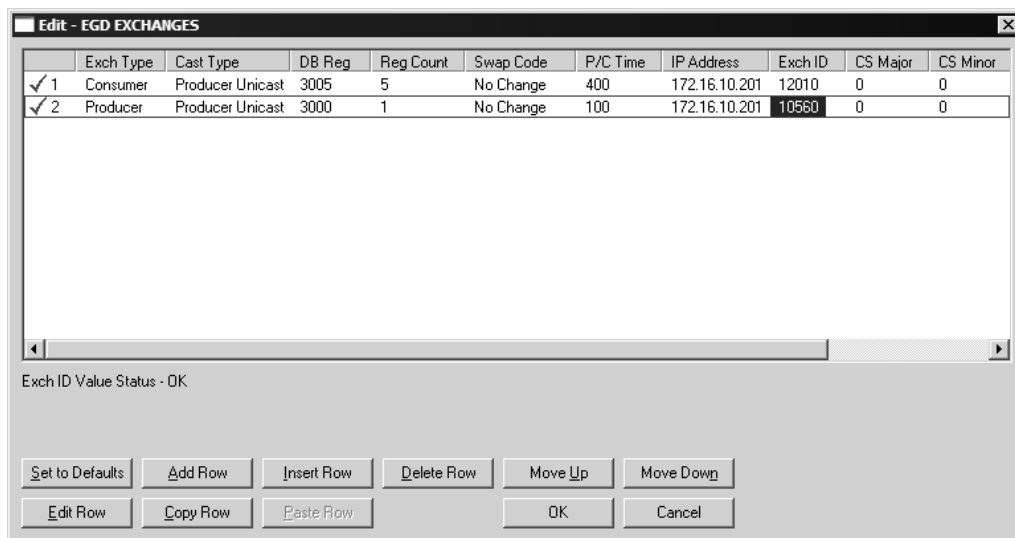 Edit - EGD EXCHANGES
Exch Type Cast Type DB Reg Reg Count Swap Code P/C Time IP Address Exch ID CS Major CS Minor
1 Consumer Producer Unicast 3005 5 No Change 400 172.16.10.201 12010 0 0
2 Producer Producer Unicast 3000 1 No Change 100 172.16.10.201 10560 0 0
Exch ID Value Status - OK
Set to Defaults Add Row Insert Row Delete Row Move Up Move Down
Edit Row Copy Row Paste Row OK Cancel